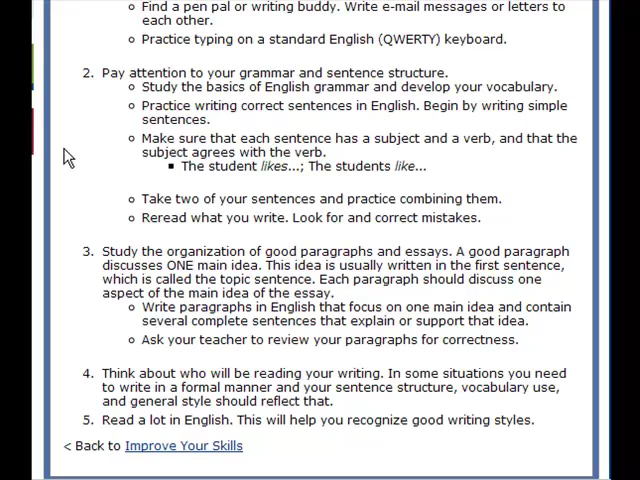 Find a pen pal or writing buddy. Write e-mail messages or letters to
each other.
Practice typing on a standard English (QWERTY) keyboard.
2. Pay attention to your grammar and sentence structure.
Study the basics of English grammar and develop your vocabulary.
Practice writing correct sentences in English. Begin by writing simple
sentences.
Make sure that each sentence has a subject and a verb, and that the
subject agrees with the verb.
The student likes...; The students like...
Take two of your sentences and practice combining them.
Reread what you write. Look for and correct mistakes.
3. Study the organization of good paragraphs and essays. A good paragraph
discusses ONE main idea. This idea is usually written in the first sentence,
which is called the topic sentence. Each paragraph should discuss one
aspect of the main idea of the essay.
Write paragraphs in English that focus on one main idea and contain
several complete sentences that explain or support that idea.
Ask your teacher to review your paragraphs for correctness.
4. Think about who will be reading your writing. In some situations you need
to write in a formal manner and your sentence structure, vocabulary use,
and general style should reflect that.
5. Read a lot in English. This will help you recognize good writing styles.
< Back to Improve Your Skills